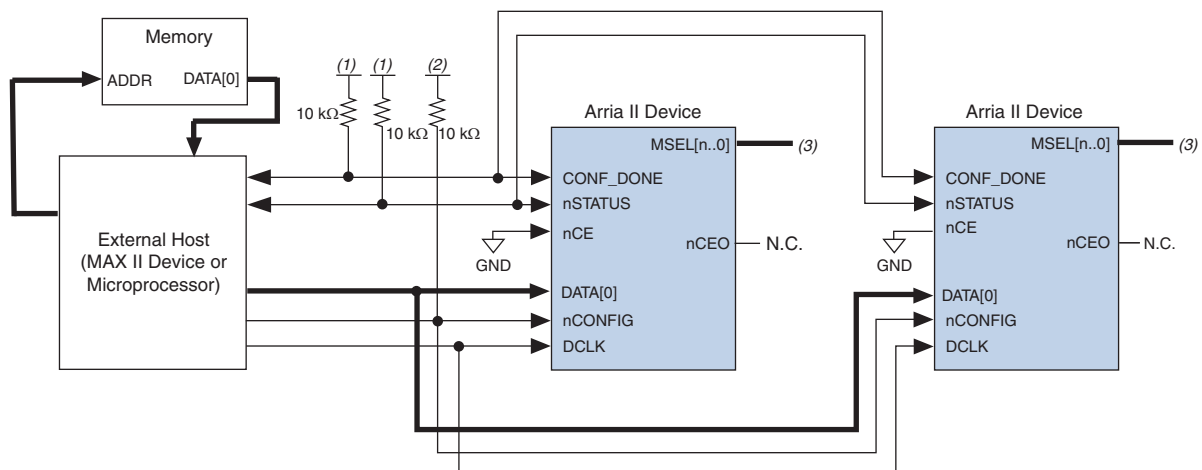 Memory
ADDR
DATA[0]
(1)
(1)
(2)
10 kΩ
10 kΩ
10 kΩ
External Host
(MAX II Device or
Microprocessor)
Arria II Device
MSEL[n..0]
(3)
CONF_DONE
nSTATUS
nCE
nCEO
N.C.
GND
DATA[0]
nCONFIG
DCLK
Arria II Device
MSEL[n..0]
(3)
CONF_DONE
nSTATUS
nCE
nCEO
N.C.
GND
DATA[0]
nCONFIG
DCLK